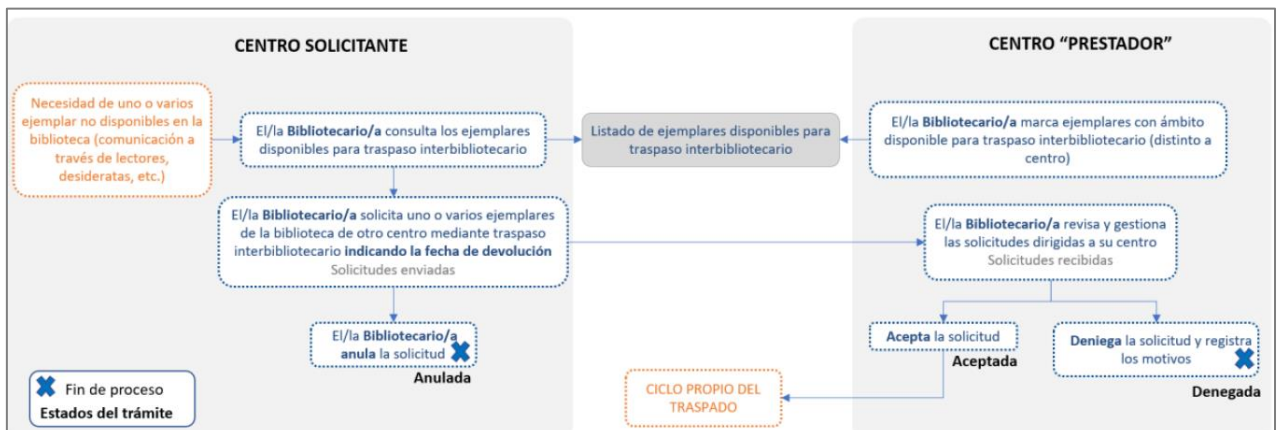 CENTRO SOLICITANTE
CENTRO “PRESTADOR”
Necesidad de uno o varios
ejemplar no disponibles en la
biblioteca (comunicación a
través de lectores,
desideratas, etc.)
El/la Bibliotecario/a consulta los ejemplares
disponibles para traspaso interbibliotecario
Listado de ejemplares disponibles para
traspaso interbibliotecario
El/la Bibliotecario/a marca ejemplares con ámbito
disponible para traspaso interbibliotecario (distinto a
centro)
El/la Bibliotecario/a solicita uno o varios ejemplares
de la biblioteca de otro centro mediante traspaso
interbibliotecario indicando la fecha de devolución
Solicitudes enviadas
El/la Bibliotecario/a revisa y gestiona
las solicitudes dirigidas a su centro
Solicitudes recibidas
El/la Bibliotecario/a
anula la solicitud
Anulada
Acepta la solicitud
Aceptada
Deniega la solicitud y registra
los motivos
Denegada
CICLO PROPIO DEL
TRASPADO
Fin de proceso
Estados del trámite